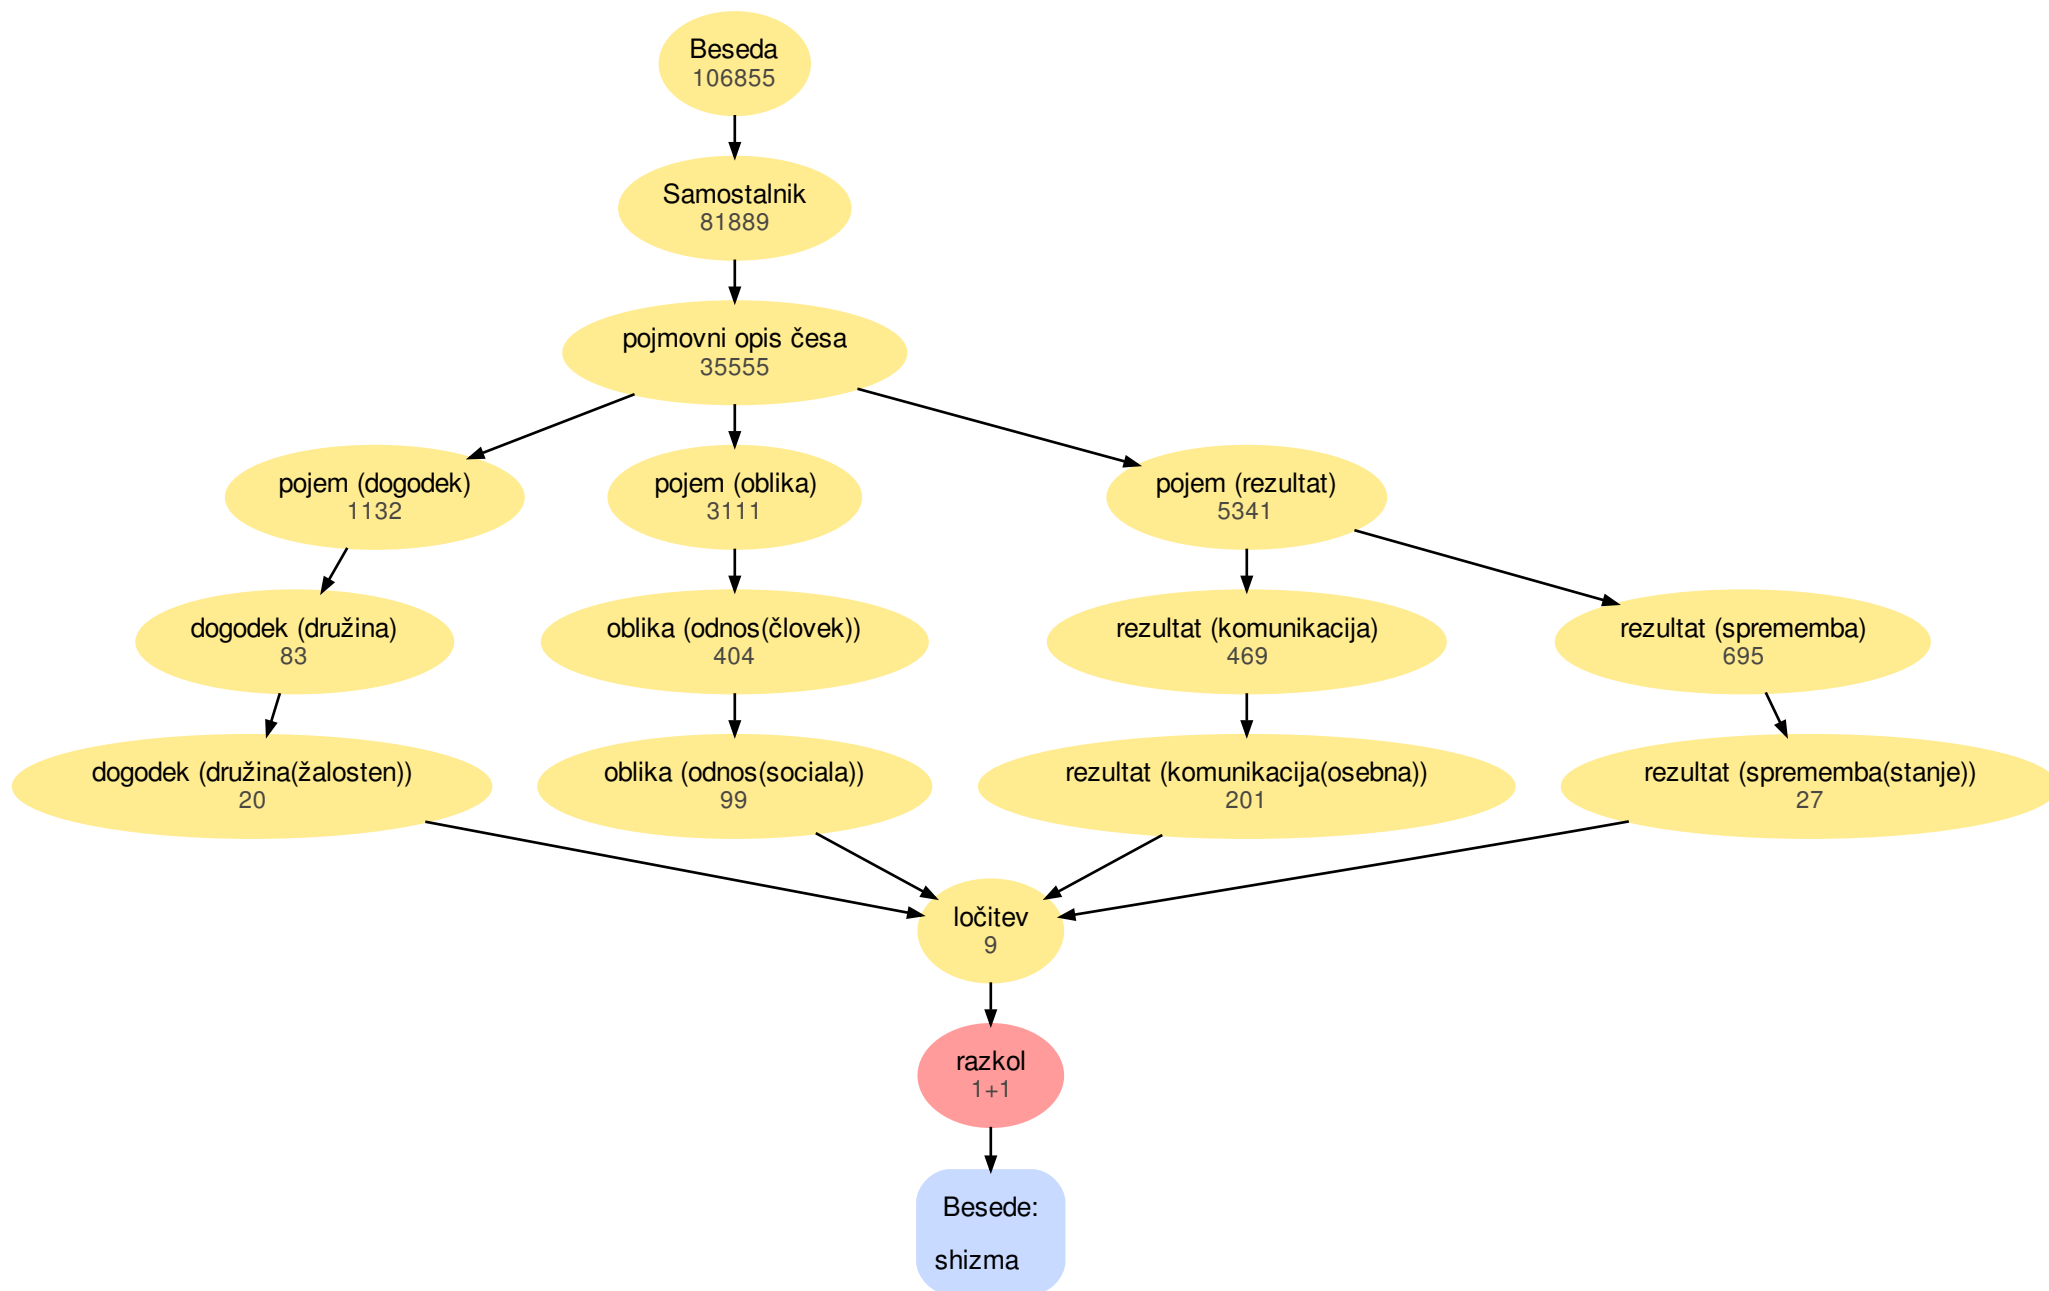 Beseda
106855
Samostalnik
81889
pojmovni opis česa
35555
pojem (dogodek)
1132
pojem (oblika)
3111
pojem (rezultat)
5341
dogodek (družina)
83
oblika (odnos(človek))
404
rezultat (komunikacija)
469
rezultat (sprememba)
695
dogodek (družina(žalosten))
20
oblika (odnos(sociala))
99
rezultat (komunikacija(osebna))
201
rezultat (sprememba(stanje))
27
ločitev
9
razkol
1+1
Besede:
shizma